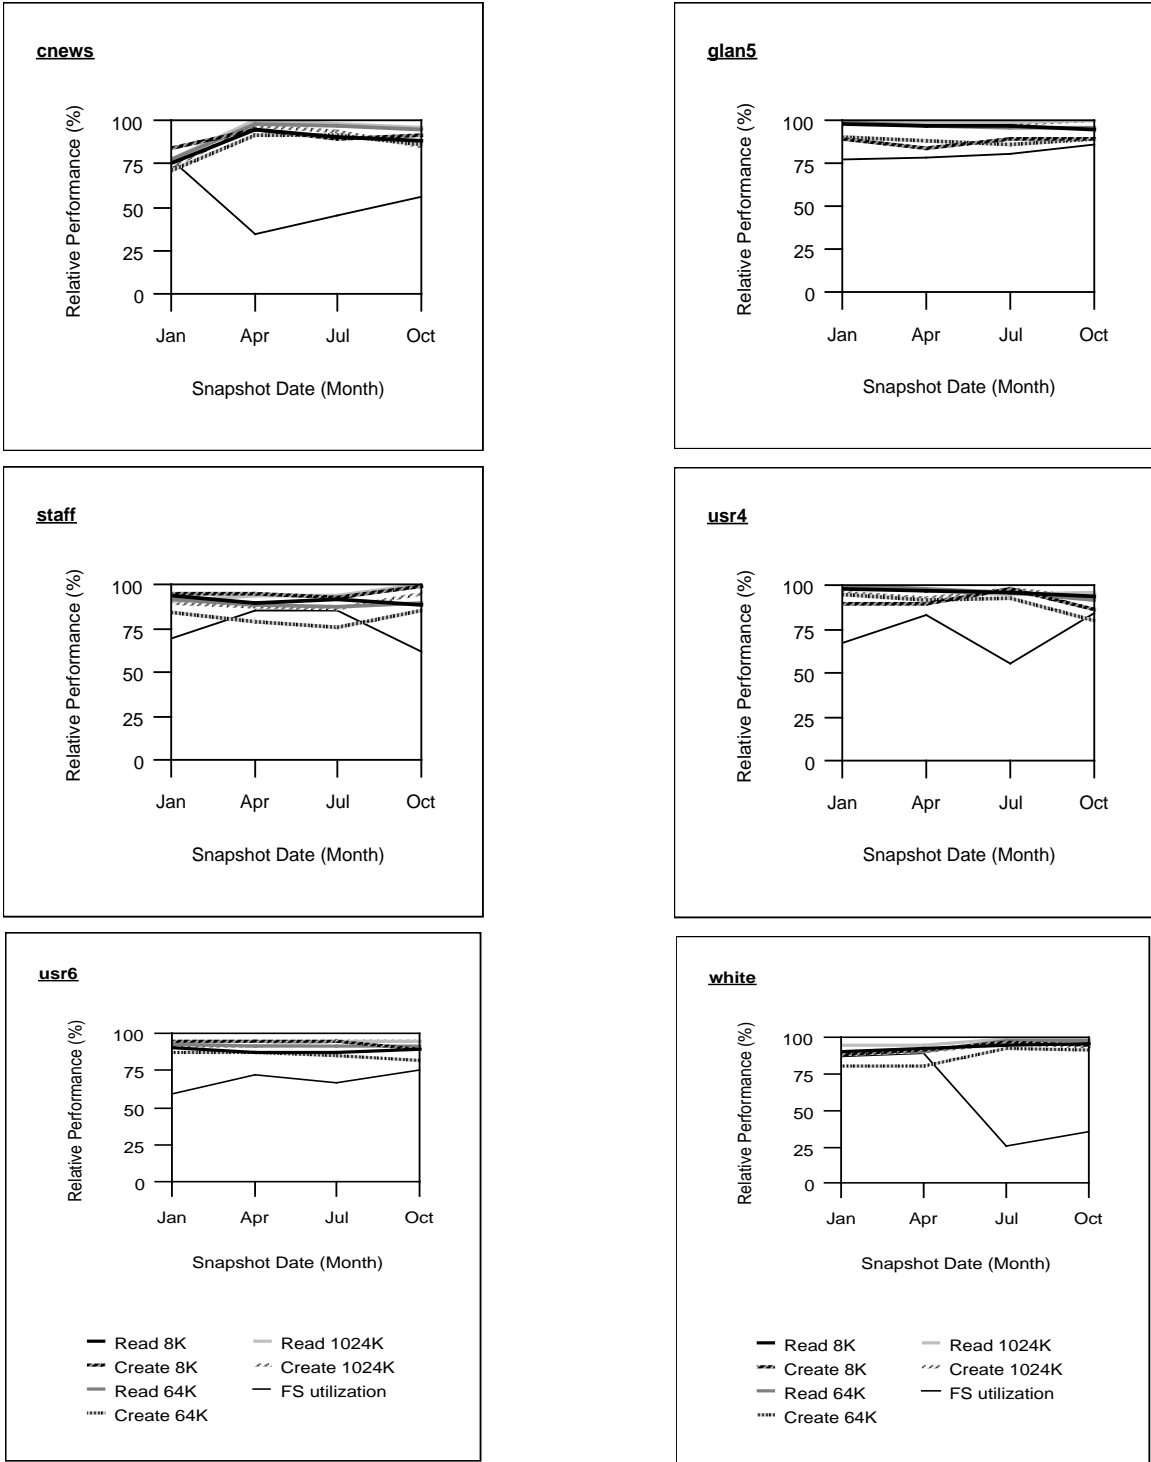 cnews
Relative Performance (%)
100
75
50
25
0
Jan Apr Jul Oct
Snapshot Date (Month)
glan5
Relative Performance (%)
100
75
50
25
0
Jan Apr Jul Oct
Snapshot Date (Month)
staff
Relative Performance (%)
100
75
50
25
0
Jan Apr Jul Oct
Snapshot Date (Month)
usr4
Relative Performance (%)
100
75
50
25
0
Jan Apr Jul Oct
Snapshot Date (Month)
usr6
Relative Performance (%)
100
75
50
25
0
Jan Apr Jul Oct
Snapshot Date (Month)
Read 8K Read 1024K
Create 8K Create 1024K
Read 64K FS utilization
Create 64K
white
Relative Performance (%)
100
75
50
25
0
Jan Apr Jul Oct
Snapshot Date (Month)
Read 8K Read 1024K
Create 8K Create 1024K
Read 64K FS utilization
Create 64K